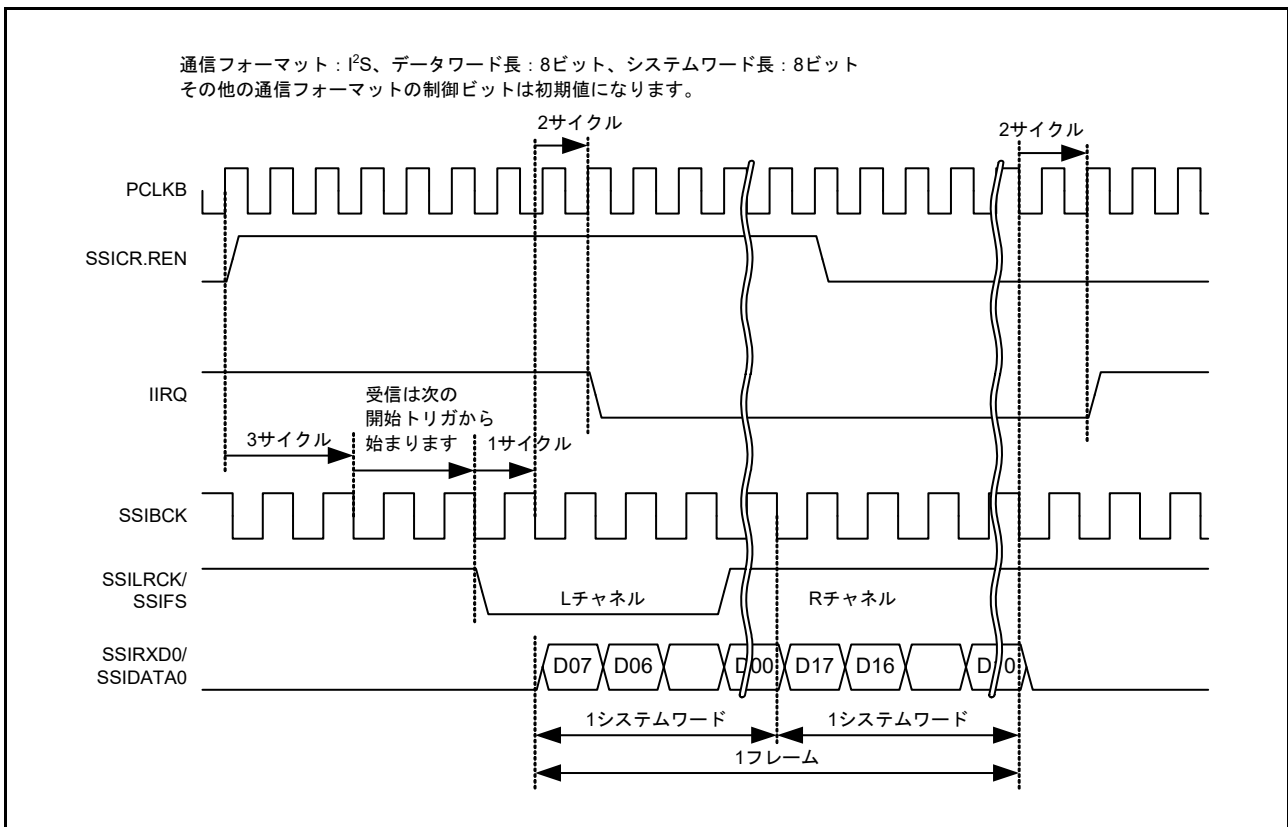 通信フォーマット：I²S、データワード長：8ビット、システムワード長：8ビット
その他の通信フォーマットの制御ビットは初期値になります。
2サイクル
2サイクル
PCLKB
SSICR.REN
IIRQ
受信は次の
開始トリガから
始まります
3サイクル
1サイクル
SSIBCK
SSILRCK/
SSIFS
Lチャネル
Rチャネル
SSIRXD0/
SSIDATA0
D07
D06
D00
D17
D16
D10
1システムワード
1システムワード
1フレーム